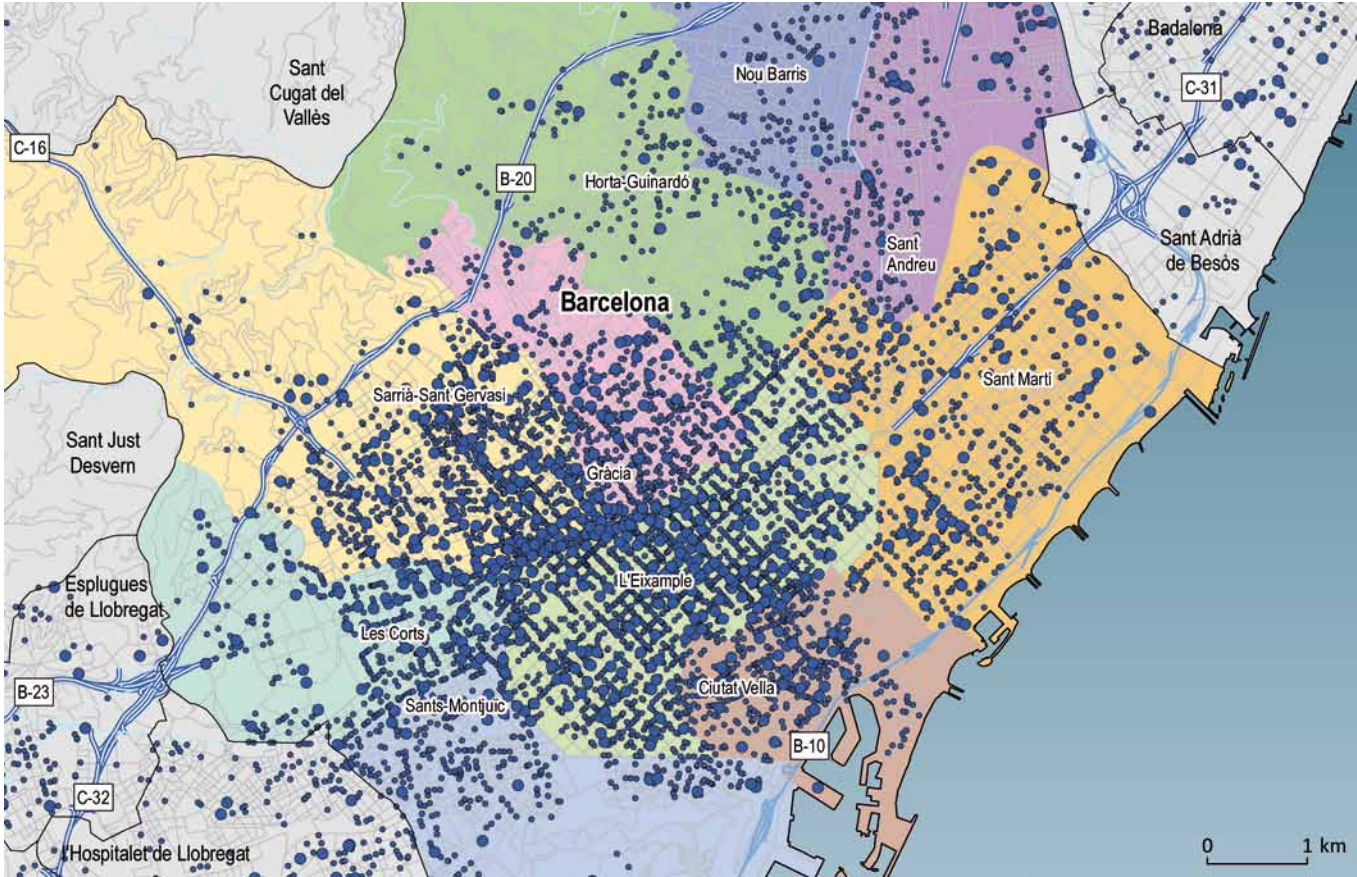 Badalona
Nou Barris
Sant
Cugat del
Vallès
C-31
C-16
B-20
Horta-Guinardó
Sant
Andreu
Sant Adrià
de Besòs
Barcelona
Sant Martí
Sarrià-Sant Gervasi
Sant Just
Desvern
Gràcia
L'Eixample
Esplugues
de Llobregat
Les Corts
Ciutat Vella
B-23
Sants-Montjuïc
B-10
C-32
l'Hospitalet de Llobregat
0 1 km